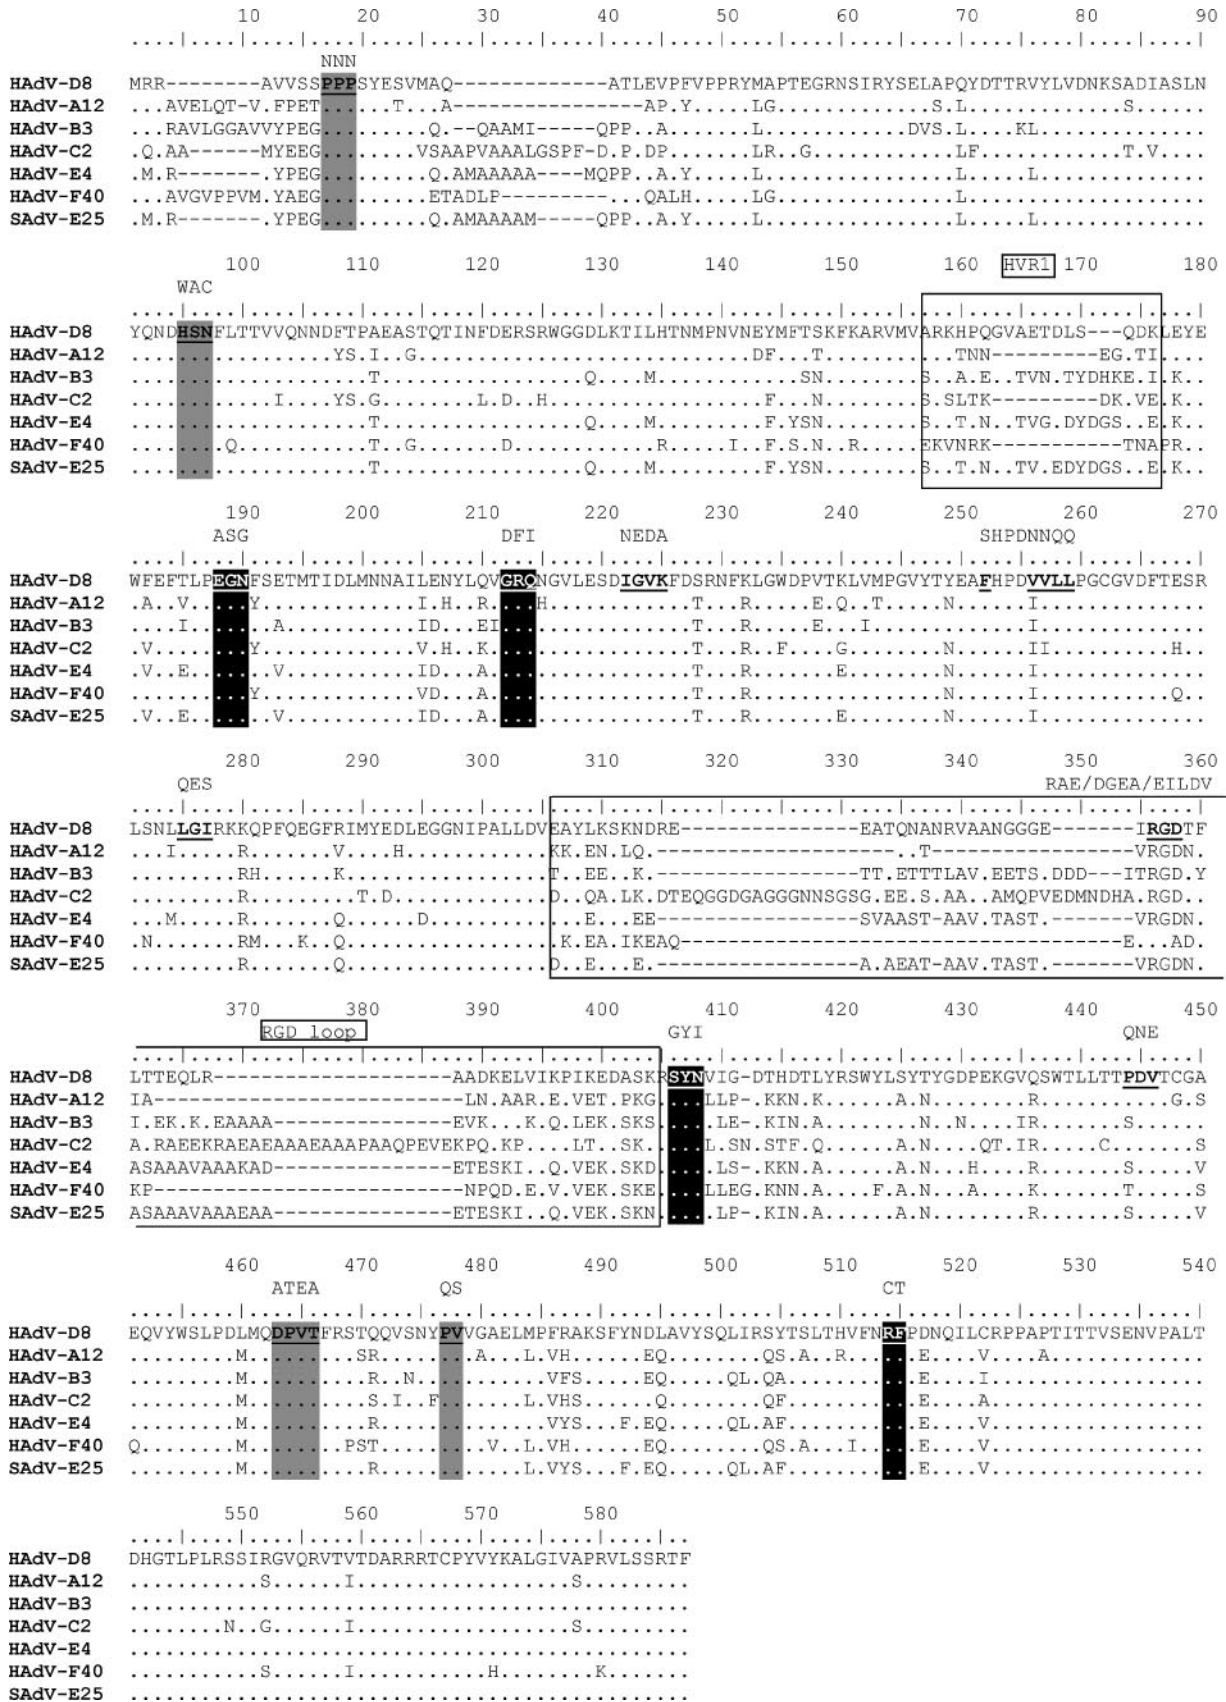 10 20 30 40 50 60 70 80 90
....|....|....|....|....|....|....|....|....|....|....|....|....|....|....|....|....|....|
NNN
HAdV-D8 MRR--------AVVSSPPPSYESVMAQ-------------ATLEVPFVPPRYMAPTEGRNSIRYSELAPQYDTTRVYLVDNKSADIASLN
HAdV-A12 ...AVELQT-V.FPET......T...A-------------...AP.Y.....LG.............S.L.............S......
HAdV-B3 ...RAVLGGAVVYPEG.........Q.--QAAMI-----QPP..A.......L............DVS.L....KL..............
HAdV-C2 .Q.AA------MYEEG........VSAAPVAAALGSPF-D.P.DP.......LR..G............LF............T.V....
HAdV-E4 .M.R-------.YPEG.........Q.AMAAAAA----MQPP..A.Y.....L................L.....L..............
HAdV-F40 ...AVGVPPVM.YAEG.........ETADLP----------..QALH.....LG...............L....................
SAdV-E25 .M.R-------.YPEG.........Q.AMAAAAM-----QPP..A.Y.....L................L.....L..............
100 110 120 130 140 150 160 HVR1 170 180
WAC
....|....|....|....|....|....|....|....|....|....|....|....|....|....|....|....|....|....|
HAdV-D8 YQNDHSNFLTTVVQNNDFTPAEASTQTINFDERSRWGGDLKTILHTNMPNVNEYMFTSKFKARVMVARKHPQGVAETDLS---QDKLEYE
HAdV-A12 .................YS.I..G............................DF...T...........TNN---------EG.TI....
HAdV-B3 ....................T.................Q....M............SN........S..A.E..TVN.TYDHKE.I.K..
HAdV-C2 ............I....YS.G........L.D..H..................F...N........S.SLTK---------DK.VE.K..
HAdV-E4 ....................T.................Q....M.........F.YSN........S..T.N..TVG.DYDGS..E.K..
HAdV-F40 ........Q...........T..G.......D............R.....I..F.S.N..R.....EKVNRK-----------TNAPR..
SAdV-E25 ....................T.................Q....M.........F.YSN........S..T.N..TV.EDYDGS..E.K..
190 200 210 220 230 240 250 260 270
ASG DFI NEDA SHPDNNQQ
....|....|....|....|....|....|....|....|....|....|....|....|....|....|....|....|....|....|
HAdV-D8 WFEFTLPEGNFSETMTIDLMNNAILENYLQVGRQNGVLESDIGVKFDSRNFKLGWDPVTKLVMPGVYTYEAFHPDVVLLPGCGVDFTESR
HAdV-A12 .A..V.....Y.............I.H..R....H............T...R.....E.Q..T.....N......I..............
HAdV-B3 ....I.......A...........ID...EI................T...R.....E...I............I..............
HAdV-C2 .V........Y.............V.H..K.................T...R..F....G........N......II..........H..
HAdV-E4 .V..E.......V...........ID...A.................T...R.......E........N......I..............
HAdV-F40 ..........Y.............VD...A.................T...R................N......I...........Q..
SAdV-E25 .V..E.......V...........ID...A.................T...R.......E........N......I..............
280 290 300 310 320 330 340 350 360
QES RAE/DGEA/EILDV
....|....|....|....|....|....|....|....|....|....|....|....|....|....|....|....|....|....|
HAdV-D8 LSNLLGIRKKQPFQEGFRIMYEDLEGGNIPALLDVEAYLKSKNDRE----------------EATQNANRVAANGGGE-------IRGDTF
HAdV-A12 ...I.....R.......V....H............KK.EN.LQ.------------------..T-----------------VRGDN.
HAdV-B3 .........RH......K.................T..EE..K.-----------------TT.ETTTLAV.EETS.DDD---ITRGD.Y
HAdV-C2 .........R.........T.D.............D..QA.LK.DTEQGGDGAGGGNNSGSG.EE.S.AA..AMQPVEDMNDHA.RGD..
HAdV-E4 ...M.....R.......Q......D.............E...EE-----------------SVAAST-AAV.TAST.------VRGDN.
HAdV-F40 .N.......RM...K..Q..................K.EA.IKEAQ-------------------------------------E...AD.
SAdV-E25 .........R.......Q.................D..E...E.-----------------A.AEAT-AAV.TAST.------VRGDN.
370 RGD loop 380 390 400 410 420 430 440 450
GYI QNE
....|....|....|....|....|....|....|....|....|....|....|....|....|....|....|....|....|....|
HAdV-D8 LTTEQLR--------------------AADKELVIKPIKEDASKRSYNVIG-DTHDTLYRSWYLSYTYGDPEKGVQSWTLLTTPDVTCGA
HAdV-A12 IA--------------------------LN.AAR.E.VET.PKG....LLP-.KKN.K......A.N........R...........G.S
HAdV-B3 I.EK.K.EAAAA---------------EVK...K.Q.LEK.SKS.....LE-.KIN.A......A.N..N....IR.......S.....S
HAdV-C2 A.RAEEKRAEAEAAAEAAAPAAQPEVEKPQ.KP....LT..SK.....L.SN.STF.Q......A.N....QT.IR.....C.......S
HAdV-E4 ASAAAVAAAKAD---------------ETESKI..Q.VEK.SKD.....LS-.KKN.A......A.N...H....R.......S.....V
HAdV-F40 KP--------------------------NPQD.E.V.VEK.SKE....LLEG.KNN.A....F.A.N...A....K.......T.....S
SAdV-E25 ASAAAVAAAEAA---------------ETESKI..Q.VEK.SKN.....LP-.KIN.A......A.N........R.......S.....V
460 470 480 490 500 510 520 530 540
ATEA QS CT
....|....|....|....|....|....|....|....|....|....|....|....|....|....|....|....|....|....|
HAdV-D8 EQVYWSLPDLMQDPVTFRSTQQVSNYPVVGAELMPFRAKSFYNDLAVYSQLIRSYTSLTHVFNRFPDNQILCRPPAPTITTVSENVPALT
HAdV-A12 .........M.........SR........A...L.VH......EQ........QS.A..R......E....V....A.............
HAdV-B3 .........M..........R..N...........VFS.....EQ.....QL.QA...........E....I..................
HAdV-C2 .........M..........S.I..F.......L.VHS......Q........QF...........E....A..................
HAdV-E4 .........M..........R..............VYS...F.EQ.....QL.AF...........E....V..................
HAdV-F40 Q........M........PST.........V..L.VH......EQ........QS.A...I.....E....V..................
SAdV-E25 .........M..........R............L.VYS...F.EQ.....QL.AF...........E....V..................
550 560 570 580
....|....|....|....|....|....|....|....|....|..
HAdV-D8 DHGTLPLRSSIRGVQRVTVTDARRRTCPYVYKALGIVAPRVLSSRTF
HAdV-A12 ...........S......I..................S.........
HAdV-B3 ...............................................
HAdV-C2 ........N..G......I..................S.........
HAdV-E4 ...............................................
HAdV-F40 ...........S......I...........H........K.......
SAdV-E25 ...............................................